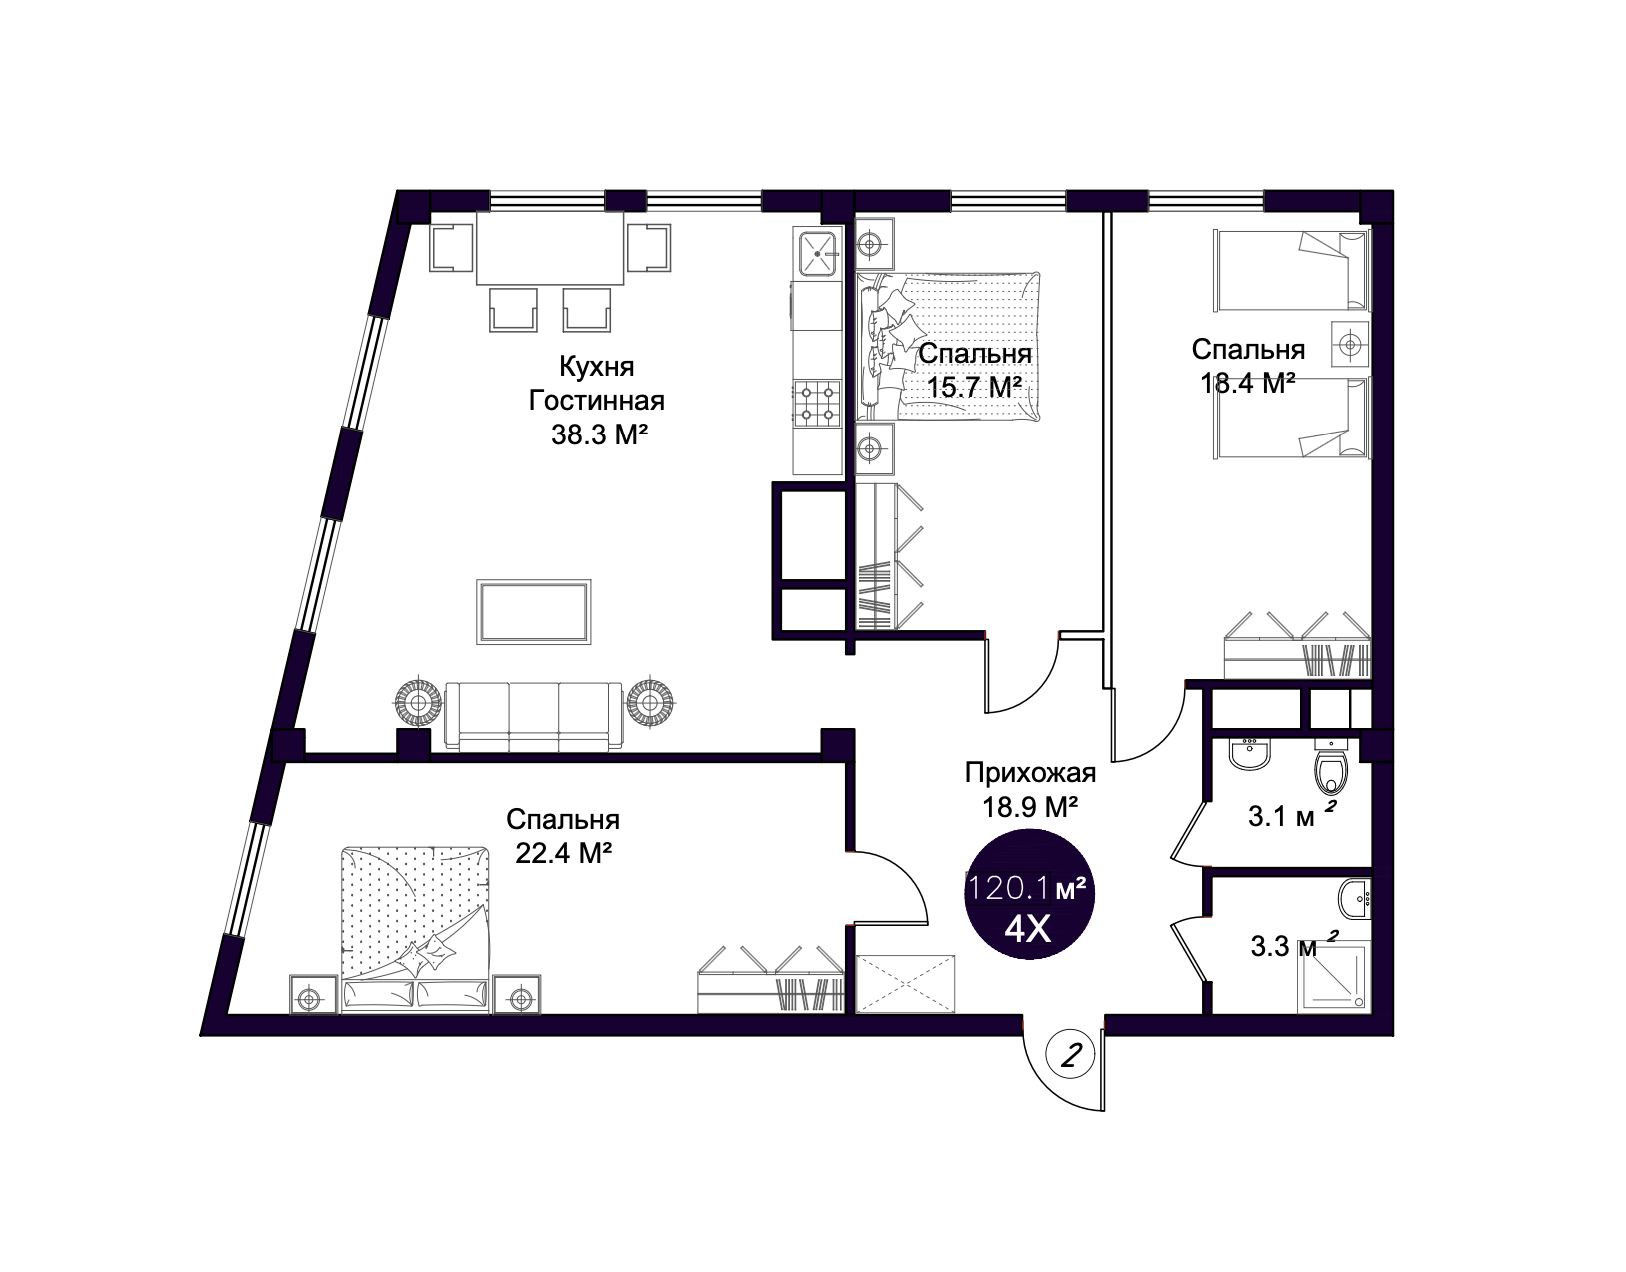 Кухня
Гостинная
38.3 М²
Спальня
15.7 М²
Спальня
18.4 М²
Спальня
22.4 М²
Прихожая
18.9 М²
120.1 м²
4X
3.1 м ²
3.3 м ²
2